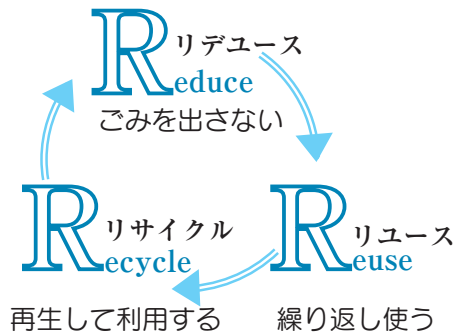 リデュース
Reduce
ごみを出さない
リサイクル
Recycle
再生して利用する
リユース
Reuse
繰り返し使う